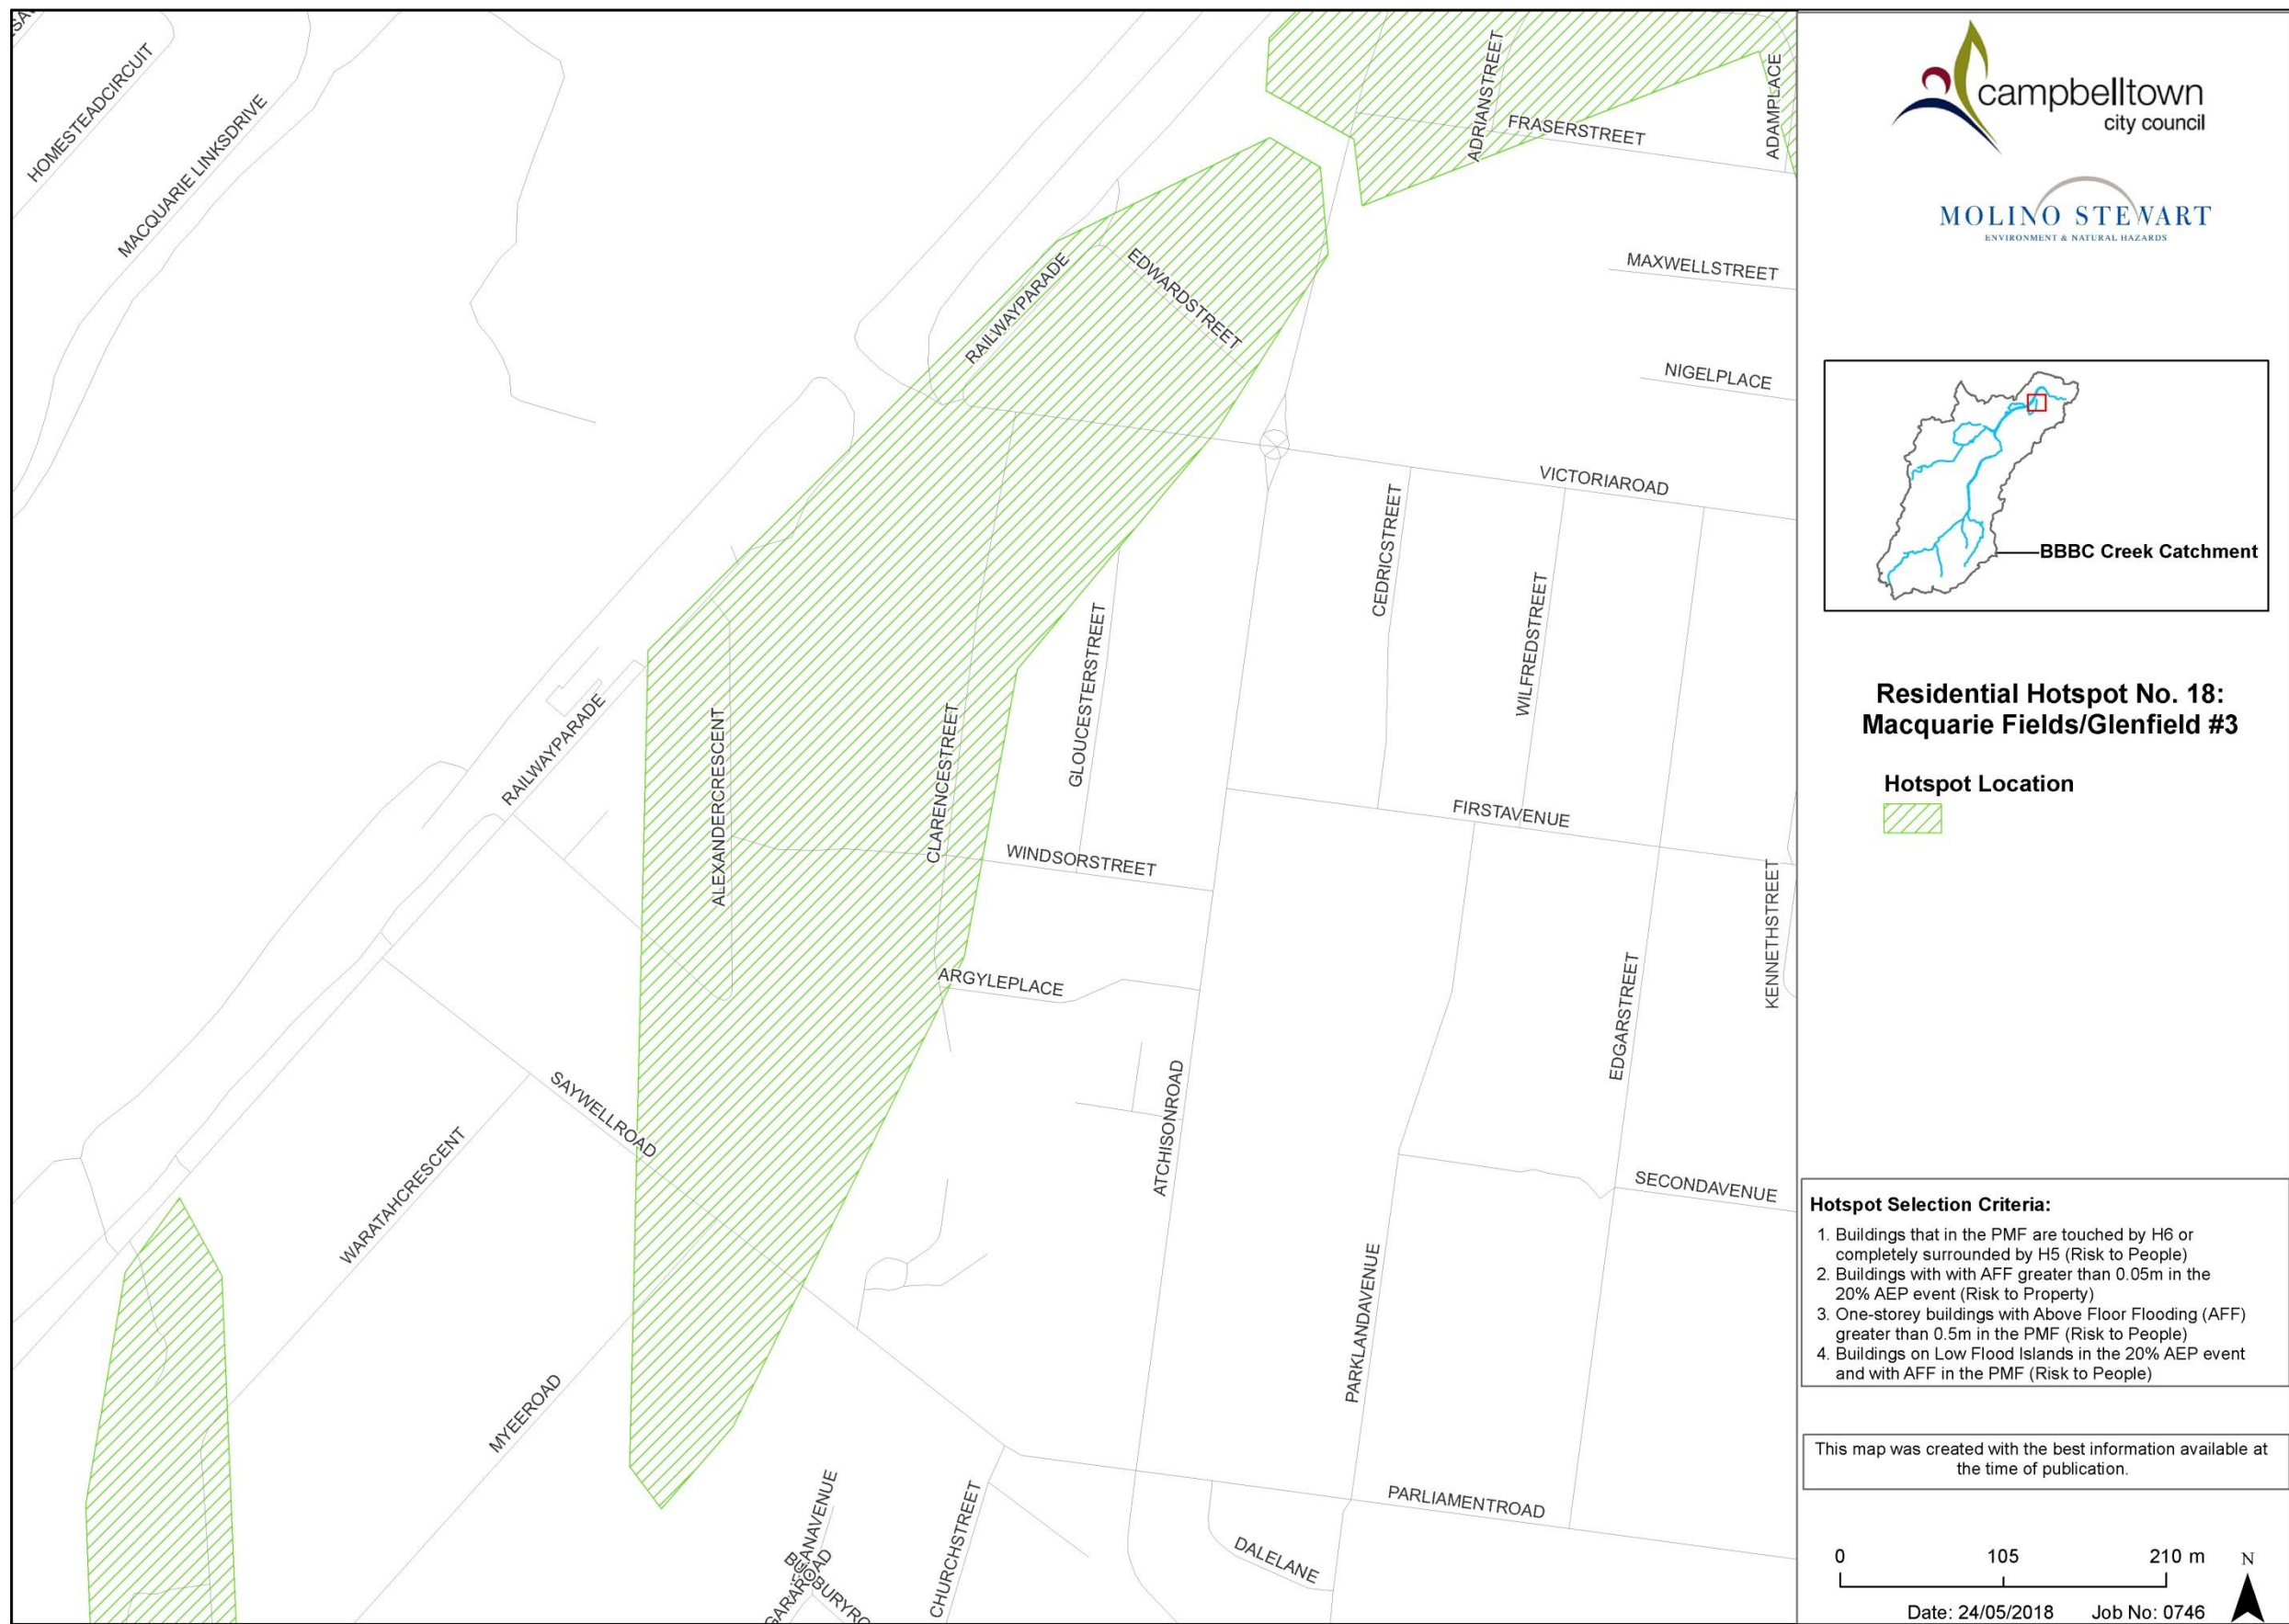 HOMESTEADCIRCUIT
MACQUARIE LINKSDRIVE
ADRIANSTREET
FRASERSTREET
ADAMPLACE
RAILWAYPARADE
EDWARDSTREET
MAXWELLSTREET
NIGELPLACE
VICTORIAROAD
CEDRICSTREET
WILFREDSTREET
GLOUCESTERSTREET
RAILWAYPARADE
ALEXANDERCRESCENT
CLARENCESTREET
WINDSORSTREET
FIRSTAVENUE
KENNETHSTREET
ARGYLEPLACE
EDGARSTREET
SAYWELLROAD
WARATAHCRESCENT
ATCHISONROAD
SECONDAVENUE
PARKLANDAVENUE
MYEEROAD
CHURCHSTREET
PARLIAMENTROAD
DALELANE
campbelltown
city council
MOLINO STEWART
ENVIRONMENT & NATURAL HAZARDS
BBBC Creek Catchment
Residential Hotspot No. 18:
Macquarie Fields/Glenfield #3
Hotspot Location
Hotspot Selection Criteria:
1. Buildings that in the PMF are touched by H6 or
completely surrounded by H5 (Risk to People)
2. Buildings with with AFF greater than 0.05m in the
20% AEP event (Risk to Property)
3. One-storey buildings with Above Floor Flooding (AFF)
greater than 0.5m in the PMF (Risk to People)
4. Buildings on Low Flood Islands in the 20% AEP event
and with AFF in the PMF (Risk to People)
This map was created with the best information available at
the time of publication.
0 105 210 m N
Date: 24/05/2018 Job No: 0746